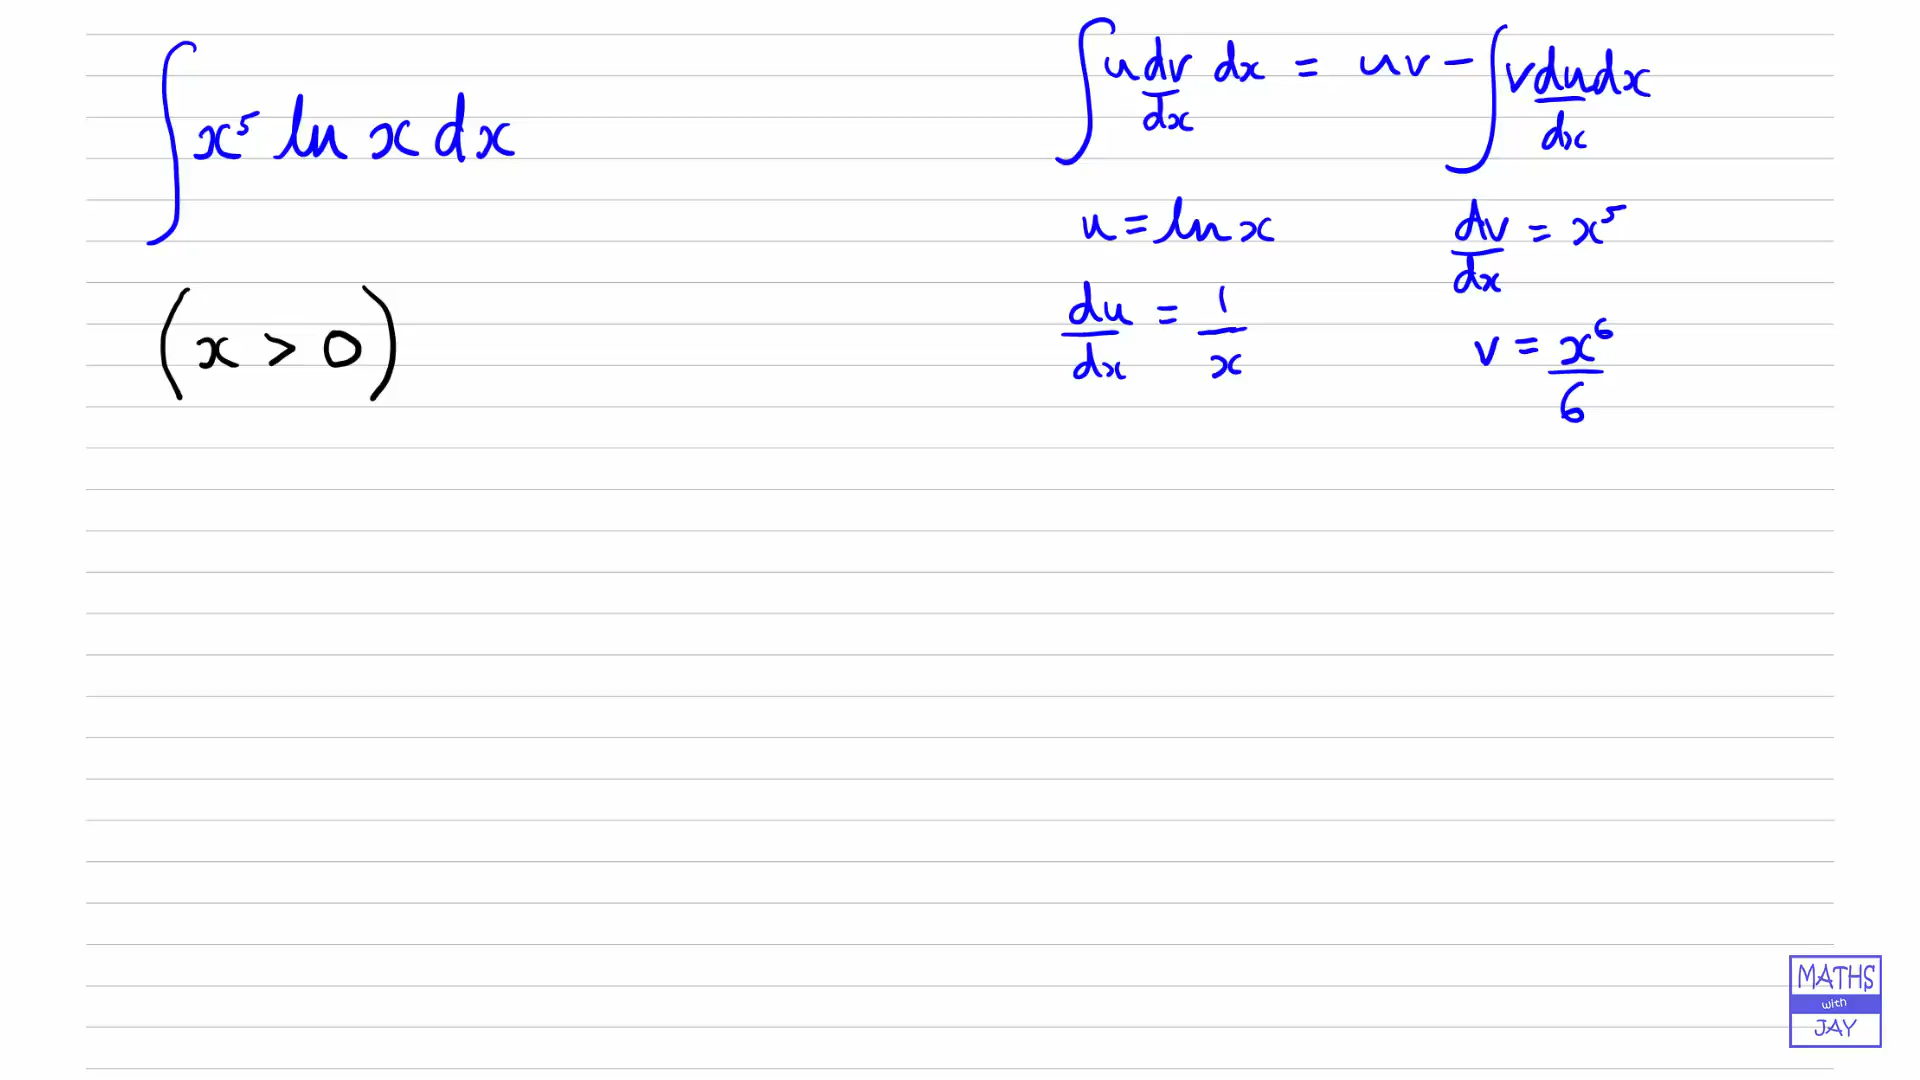 ∫ x⁵ ln x dx
(x > 0)
∫ u dv/dx dx = uv - ∫ v du/dx dx
u = ln x
dv/dx = x⁵
du/dx = 1/x
v = x⁶/6
MATHS
with
JAY